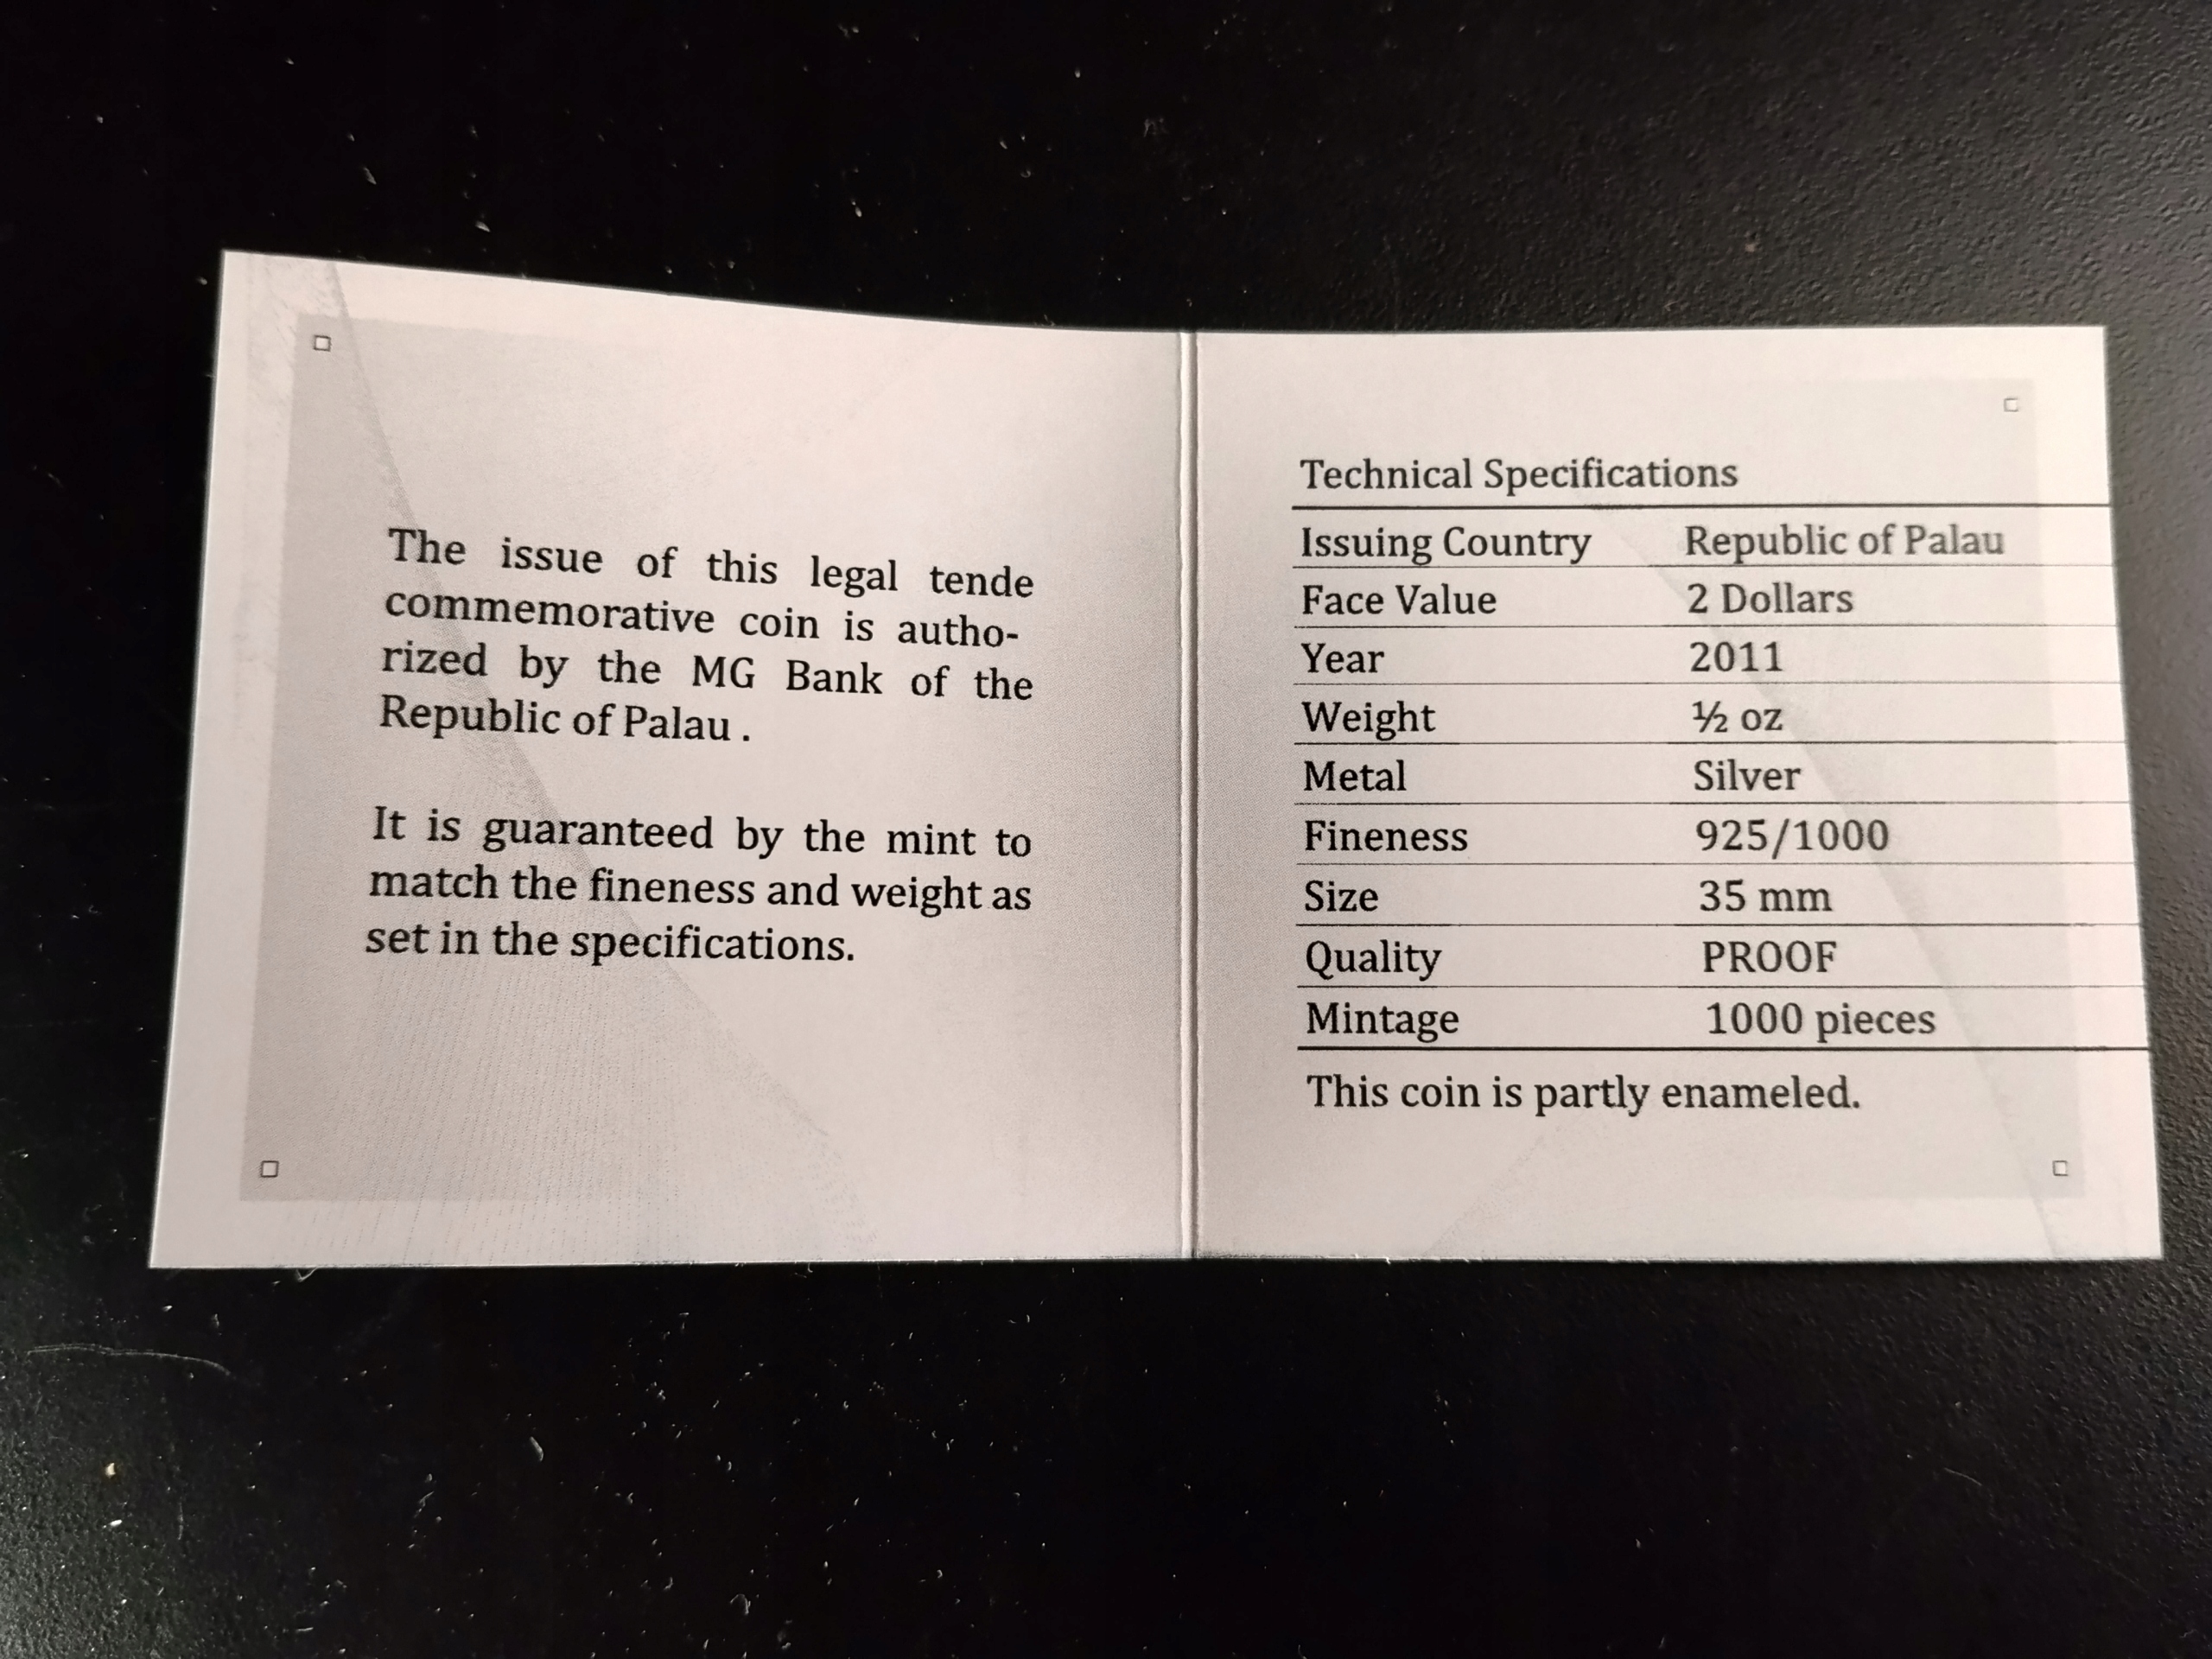 The issue of this legal tende
commemorative coin is autho-
rized by the MG Bank of the
Republic of Palau .
It is guaranteed by the mint to
match the fineness and weight as
set in the specifications.
Technical Specifications
Issuing Country Republic of Palau
Face Value 2 Dollars
Year 2011
Weight ½ oz
Metal Silver
Fineness 925/1000
Size 35 mm
Quality PROOF
Mintage 1000 pieces
This coin is partly enameled.